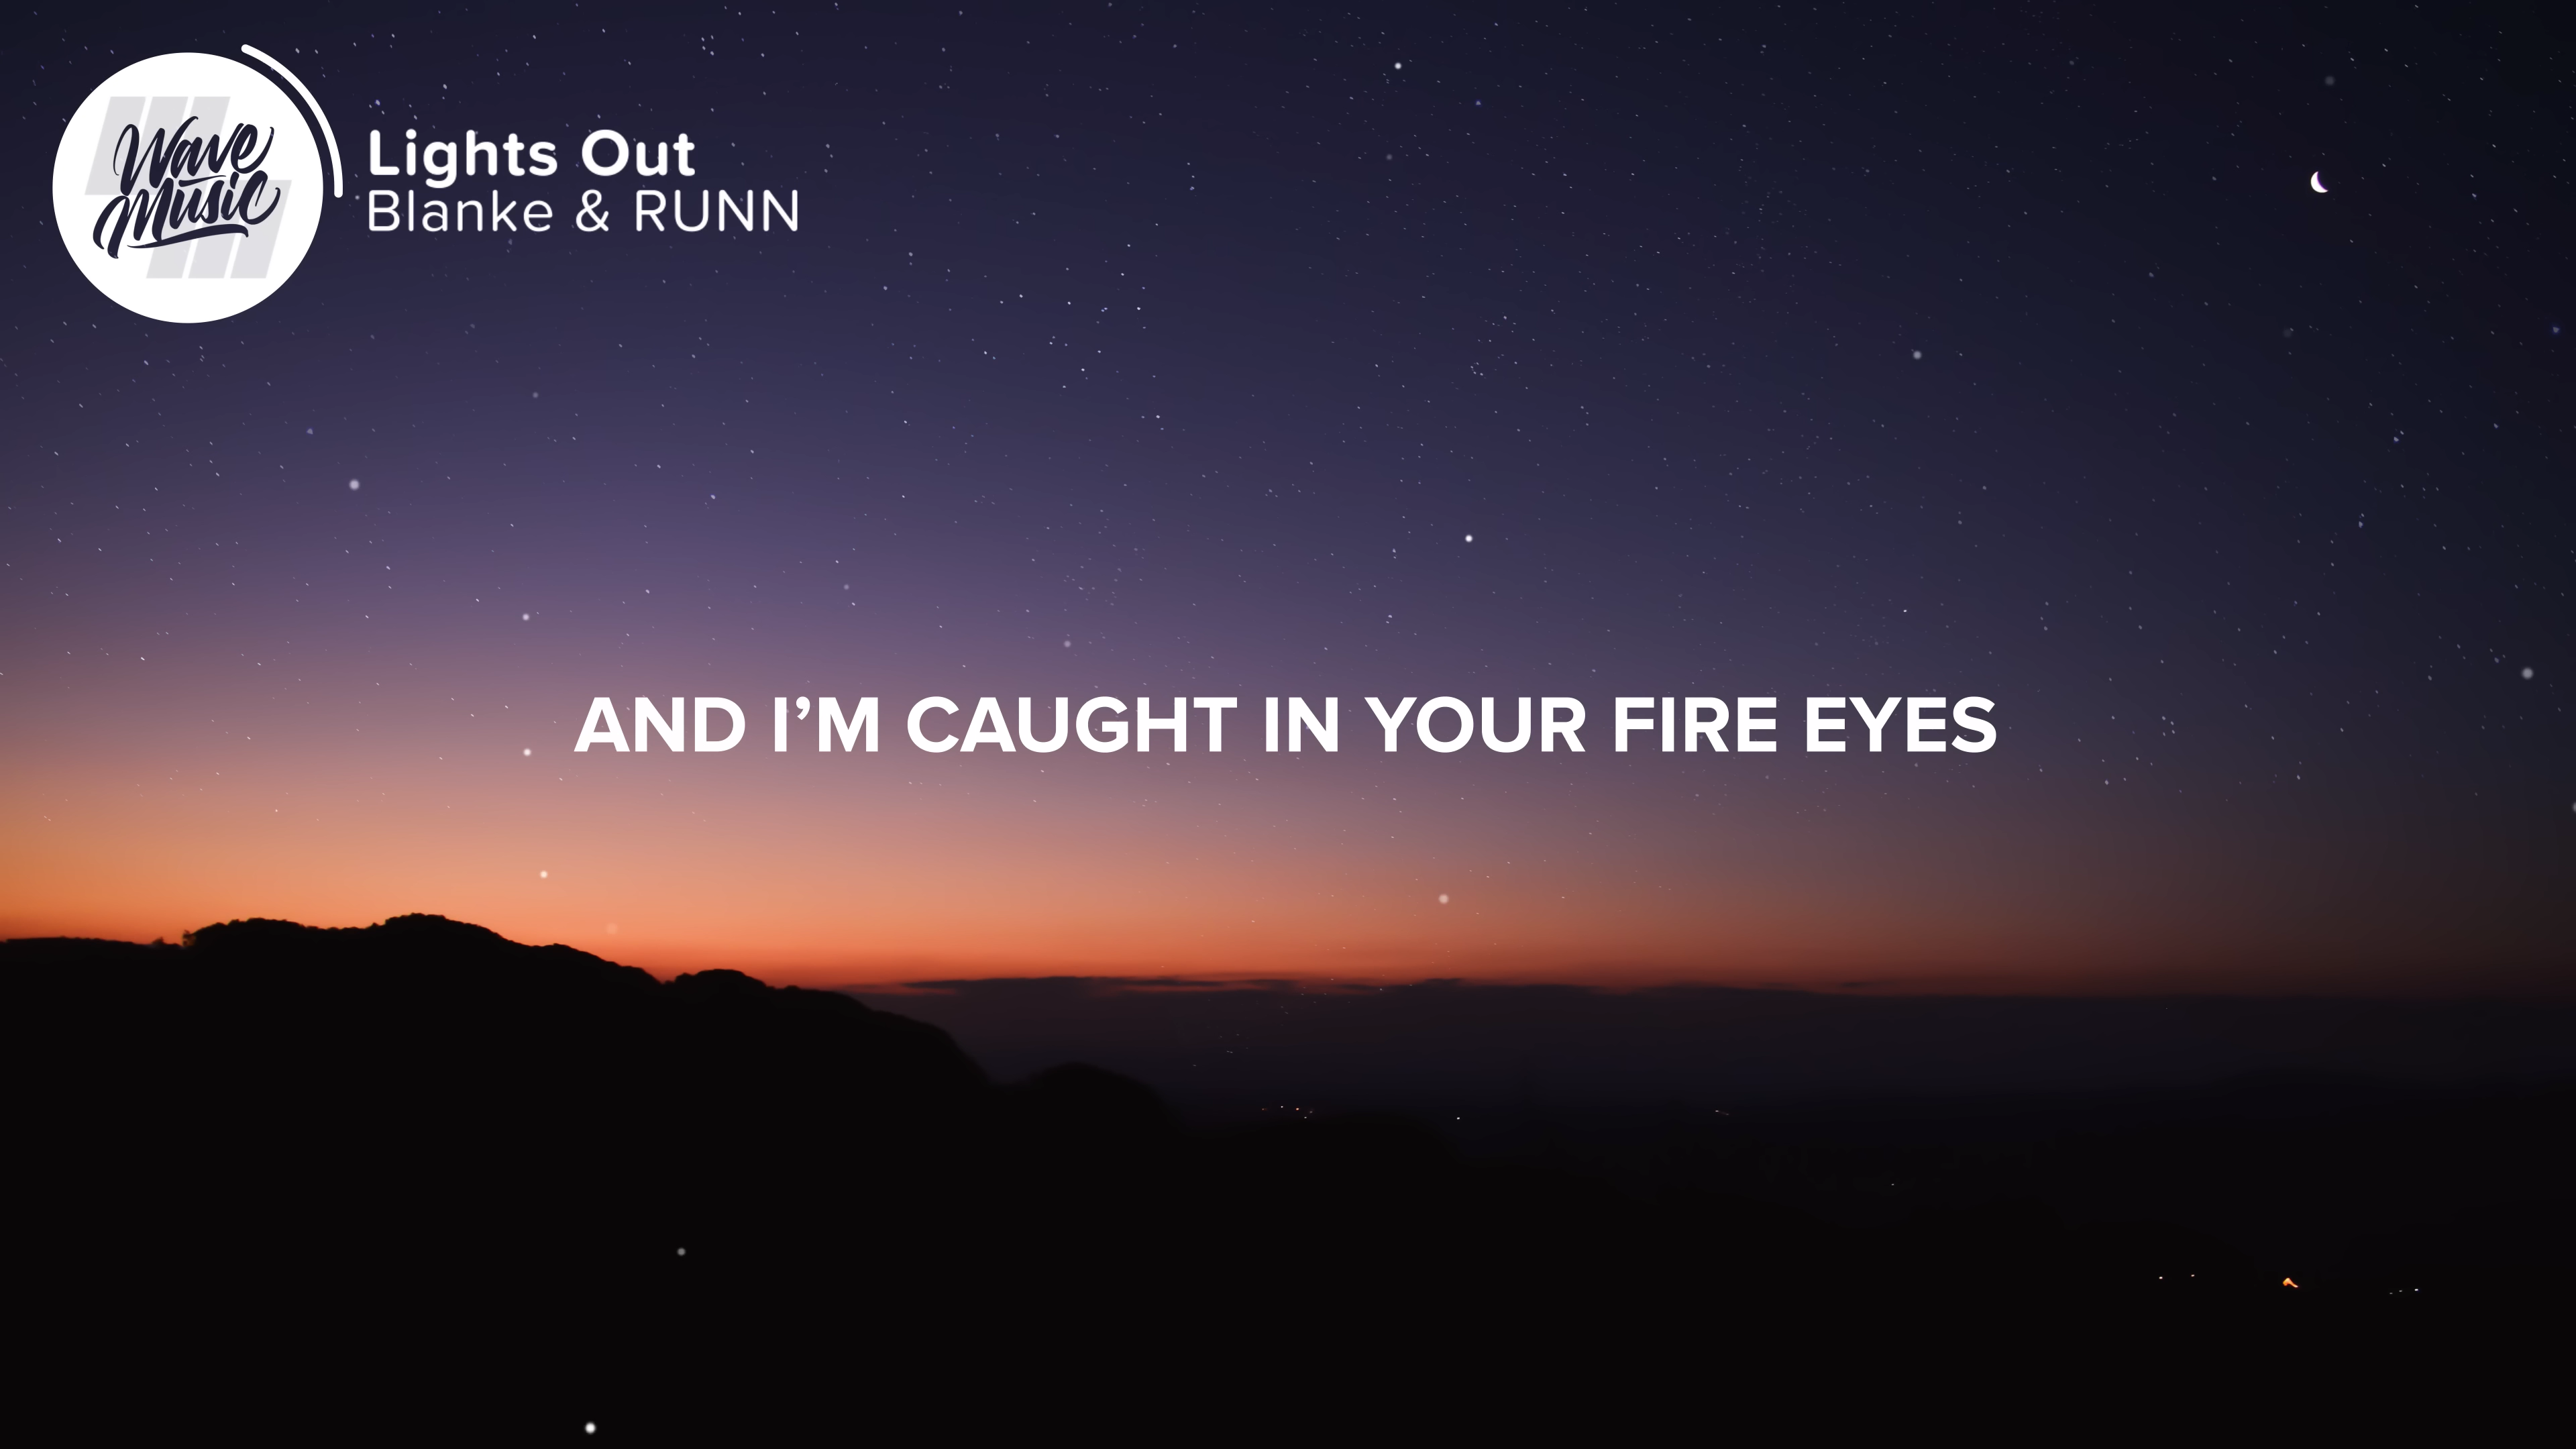 Wave
Music
Lights Out
Blanke & RUNN
AND I’M CAUGHT IN YOUR FIRE EYES